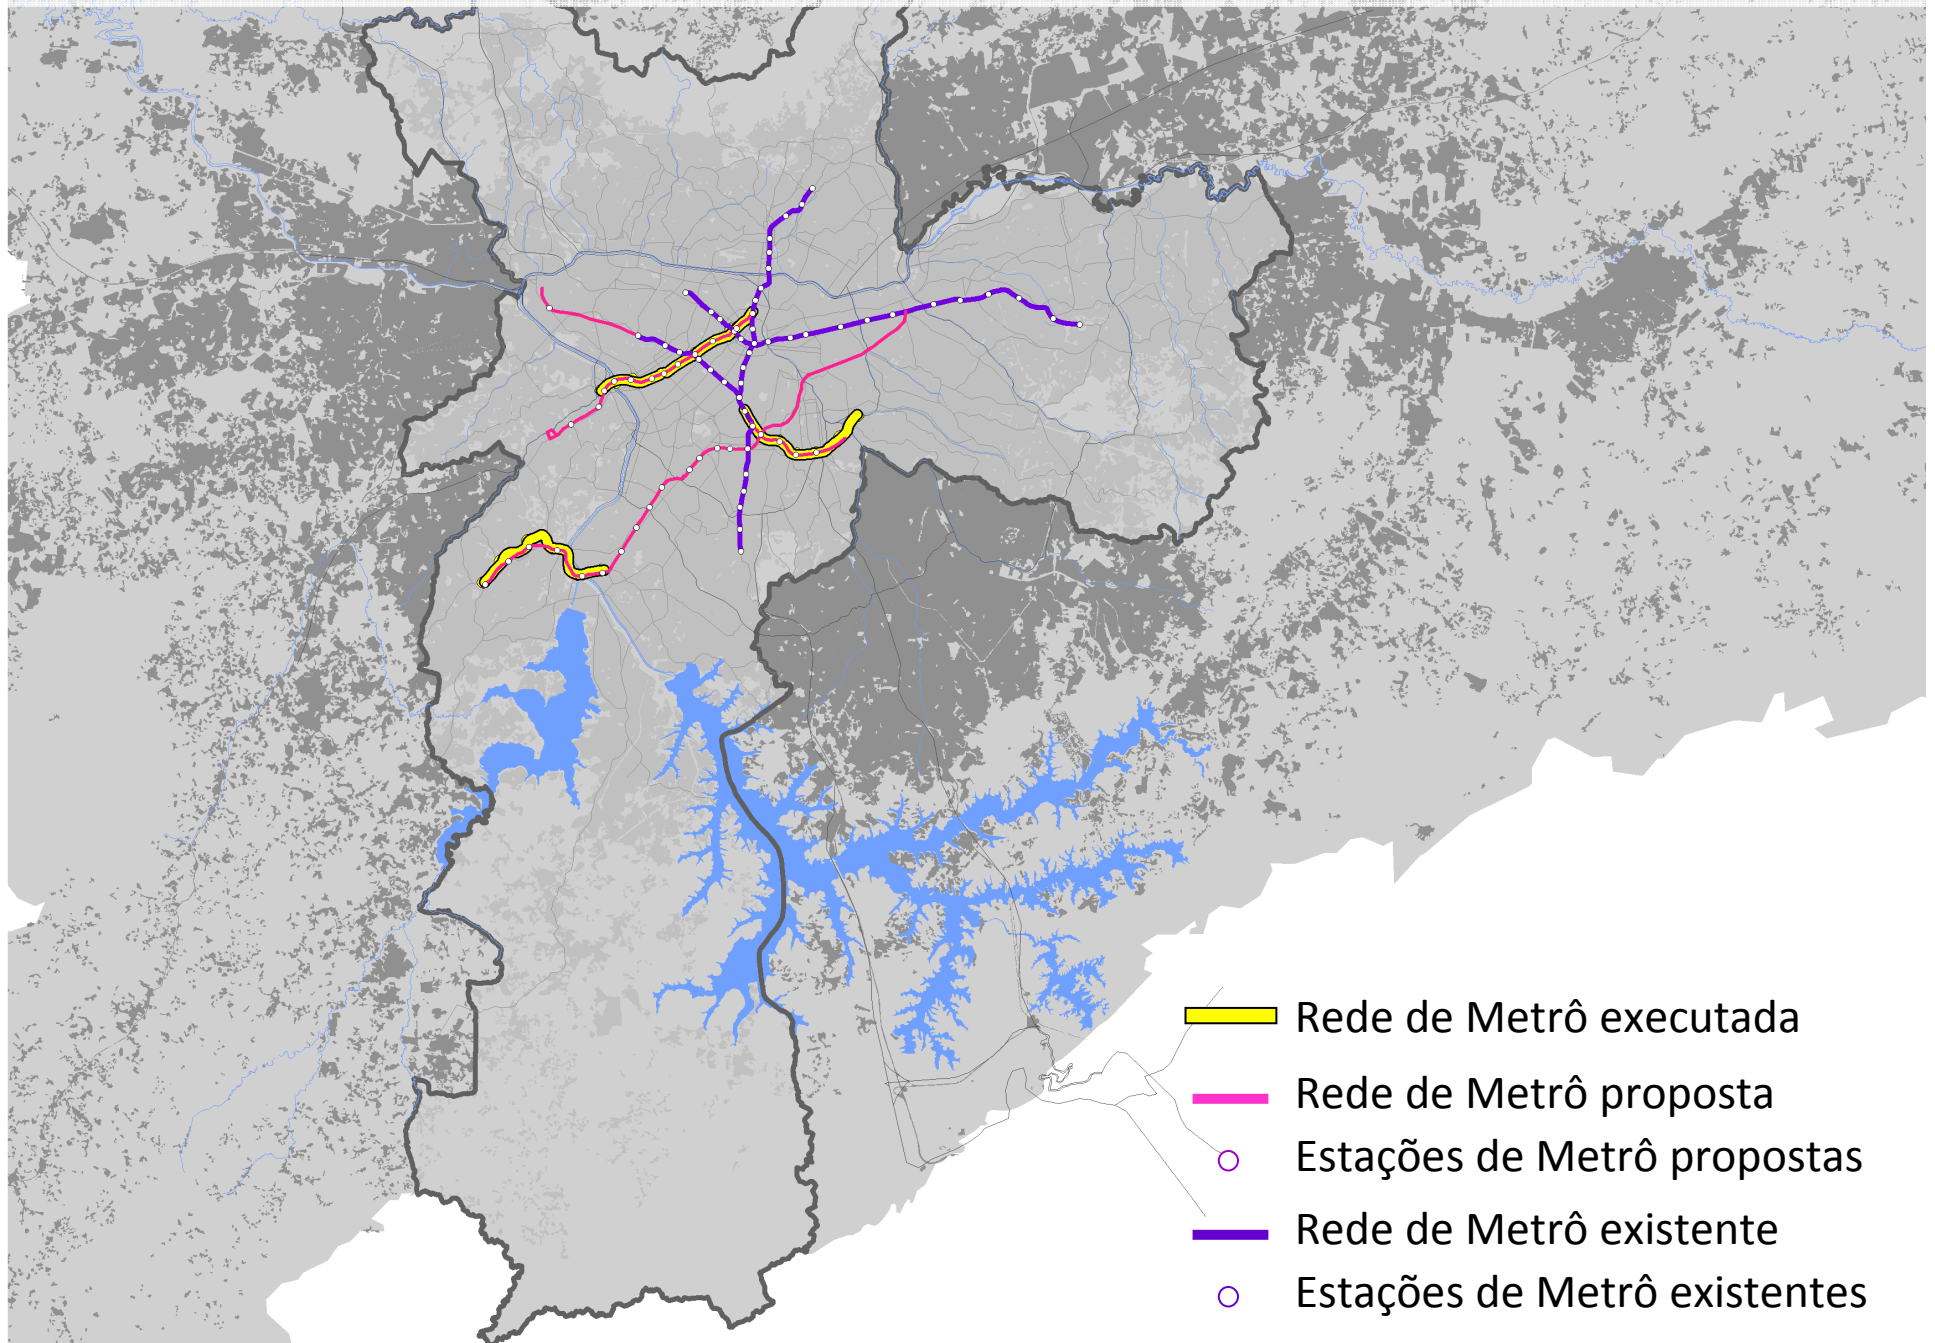 Rede de Metrô executada
Rede de Metrô proposta
Estações de Metrô propostas
Rede de Metrô existente
Estações de Metrô existentes